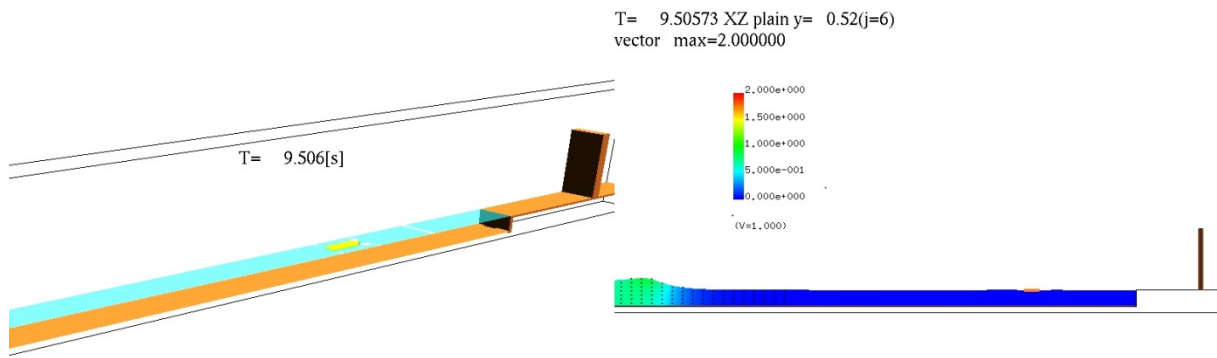 T= 9.506[s]
T= 9.50573 XZ plain y= 0.52(j=6)
vector max=2.000000
2.000e+000
1.500e+000
1.000e+000
5.000e-001
0.000e+000
(V=1.000)